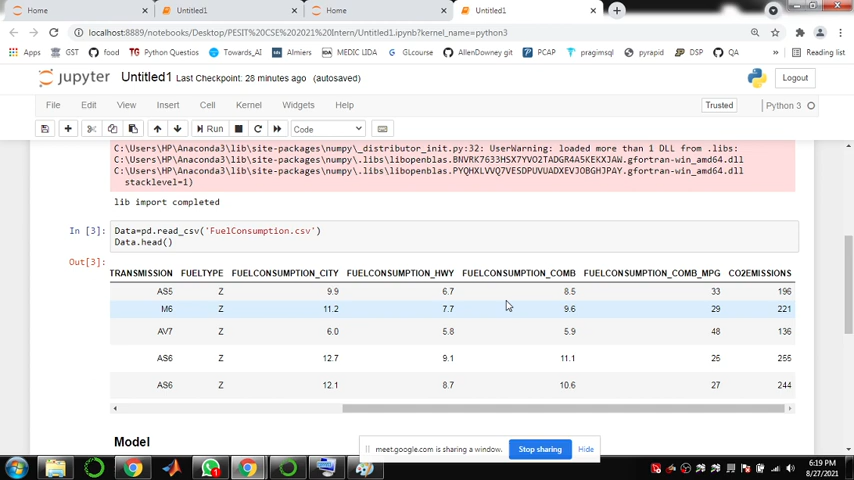 Home
Untitled1
Home
Untitled1
localhost:8889/notebooks/Desktop/PESIT%20CSE%202021%20Intern/Untitled1.ipynb?kernel_name=python3
Apps GST foot TQ Python Questions Towards_AI Almiers MEDIC LIDA GLcourse AllenDowney git PCAP pragimsql pyrapid DSP QA » Reading list
jupyter Untitled1 Last Checkpoint: 28 minutes ago (autosaved) Logout
File Edit View Insert Cell Kernel Widgets Help Trusted Python 3
Run Code
C:\Users\HP\Anaconda3\lib\site-packages\numpy\_distributor_init.py:32: UserWarning: loaded more than 1 DLL from .libs:
C:\Users\HP\Anaconda3\lib\site-packages\numpy\.libs\libopenblas.BNVRK7633HSX7YVO2TADGR4A5KEKXJAW.gfortran-win_amd64.dll
C:\Users\HP\Anaconda3\lib\site-packages\numpy\.libs\libopenblas.PYQHXLVVQ7VESDPUVUADXEVJOBGHJPAY.gfortran-win_amd64.dll
stacklevel=1)
lib import completed
In [3]: Data=pd.read_csv('FuelConsumption.csv')
Data.head()
Out[3]:
TRANSMISSION FUELTYPE FUELCONSUMPTION_CITY FUELCONSUMPTION_HWY FUELCONSUMPTION_COMB FUELCONSUMPTION_COMB_MPG CO2EMISSIONS
AS5 Z 9.9 6.7 8.5 33 196
M6 Z 11.2 7.7 9.6 29 221
AV7 Z 6.0 5.8 5.9 48 136
AS6 Z 12.7 9.1 11.1 25 255
AS6 Z 12.1 8.7 10.6 27 244
Model
meet.google.com is sharing a window. Stop sharing Hide
6:19 PM
8/27/2021